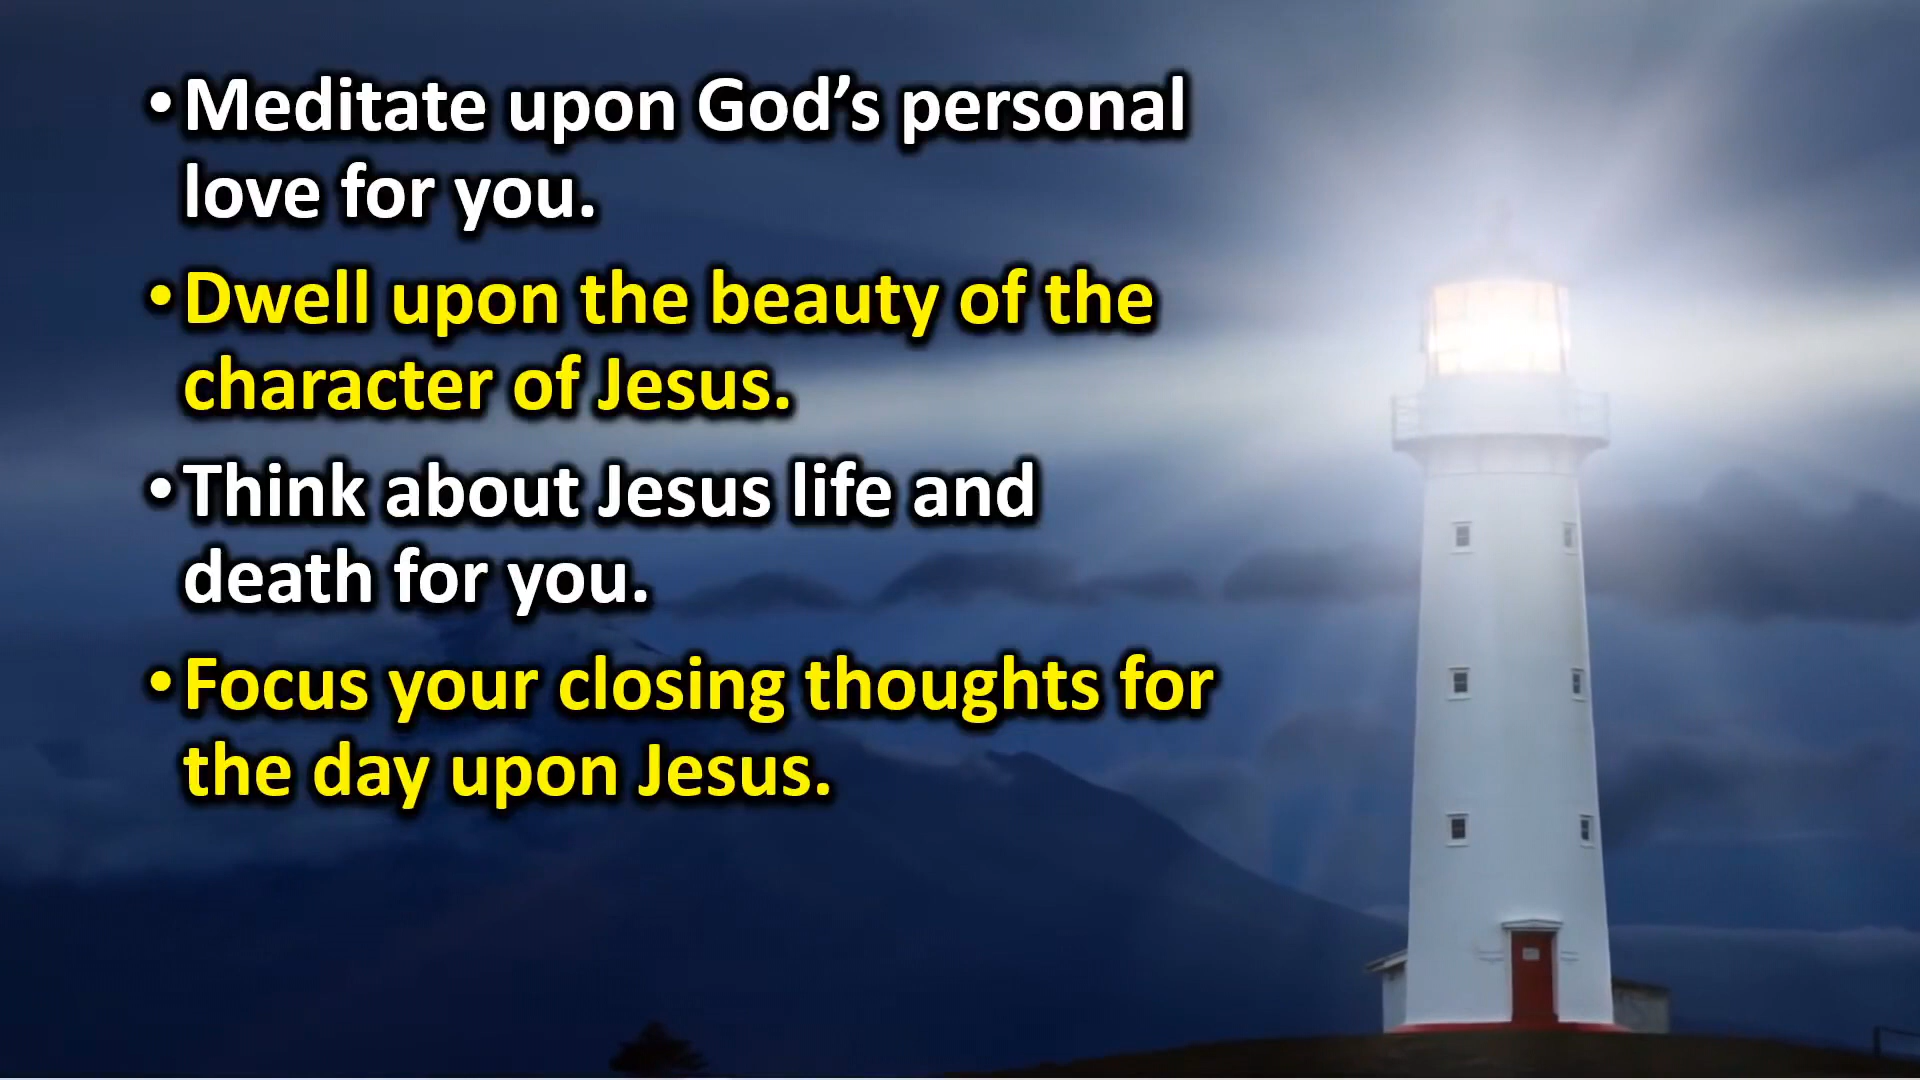 •Meditate upon God’s personal
love for you.
•Dwell upon the beauty of the
character of Jesus.
•Think about Jesus life and
death for you.
•Focus your closing thoughts for
the day upon Jesus.